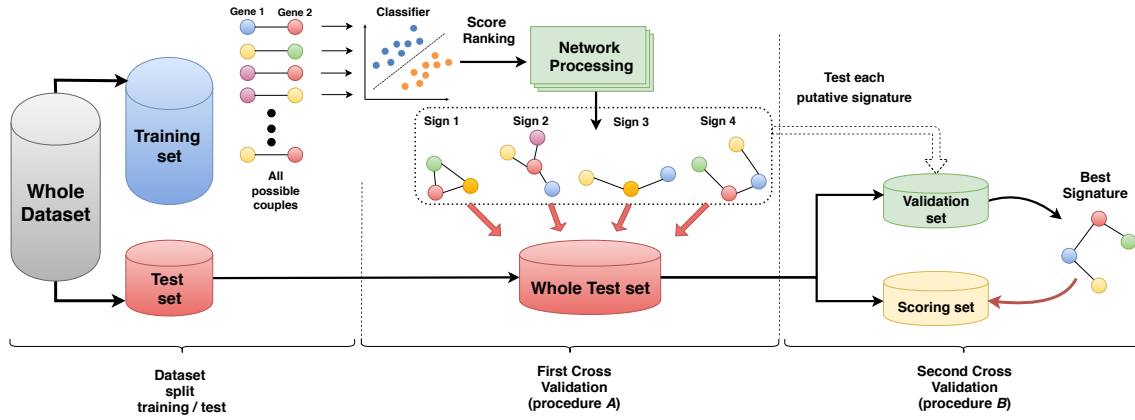 Gene 1
Gene 2
Classifier
Score
Ranking
Network
Processing
Test each
putative signature
Training
set
Whole
Dataset
All
possible
couples
Sign 1
Sign 2
Sign 3
Sign 4
Best
Signature
Validation
set
Test
set
Whole Test set
Scoring set
Dataset
split
training / test
First Cross
Validation
(procedure A)
Second Cross
Validation
(procedure B)